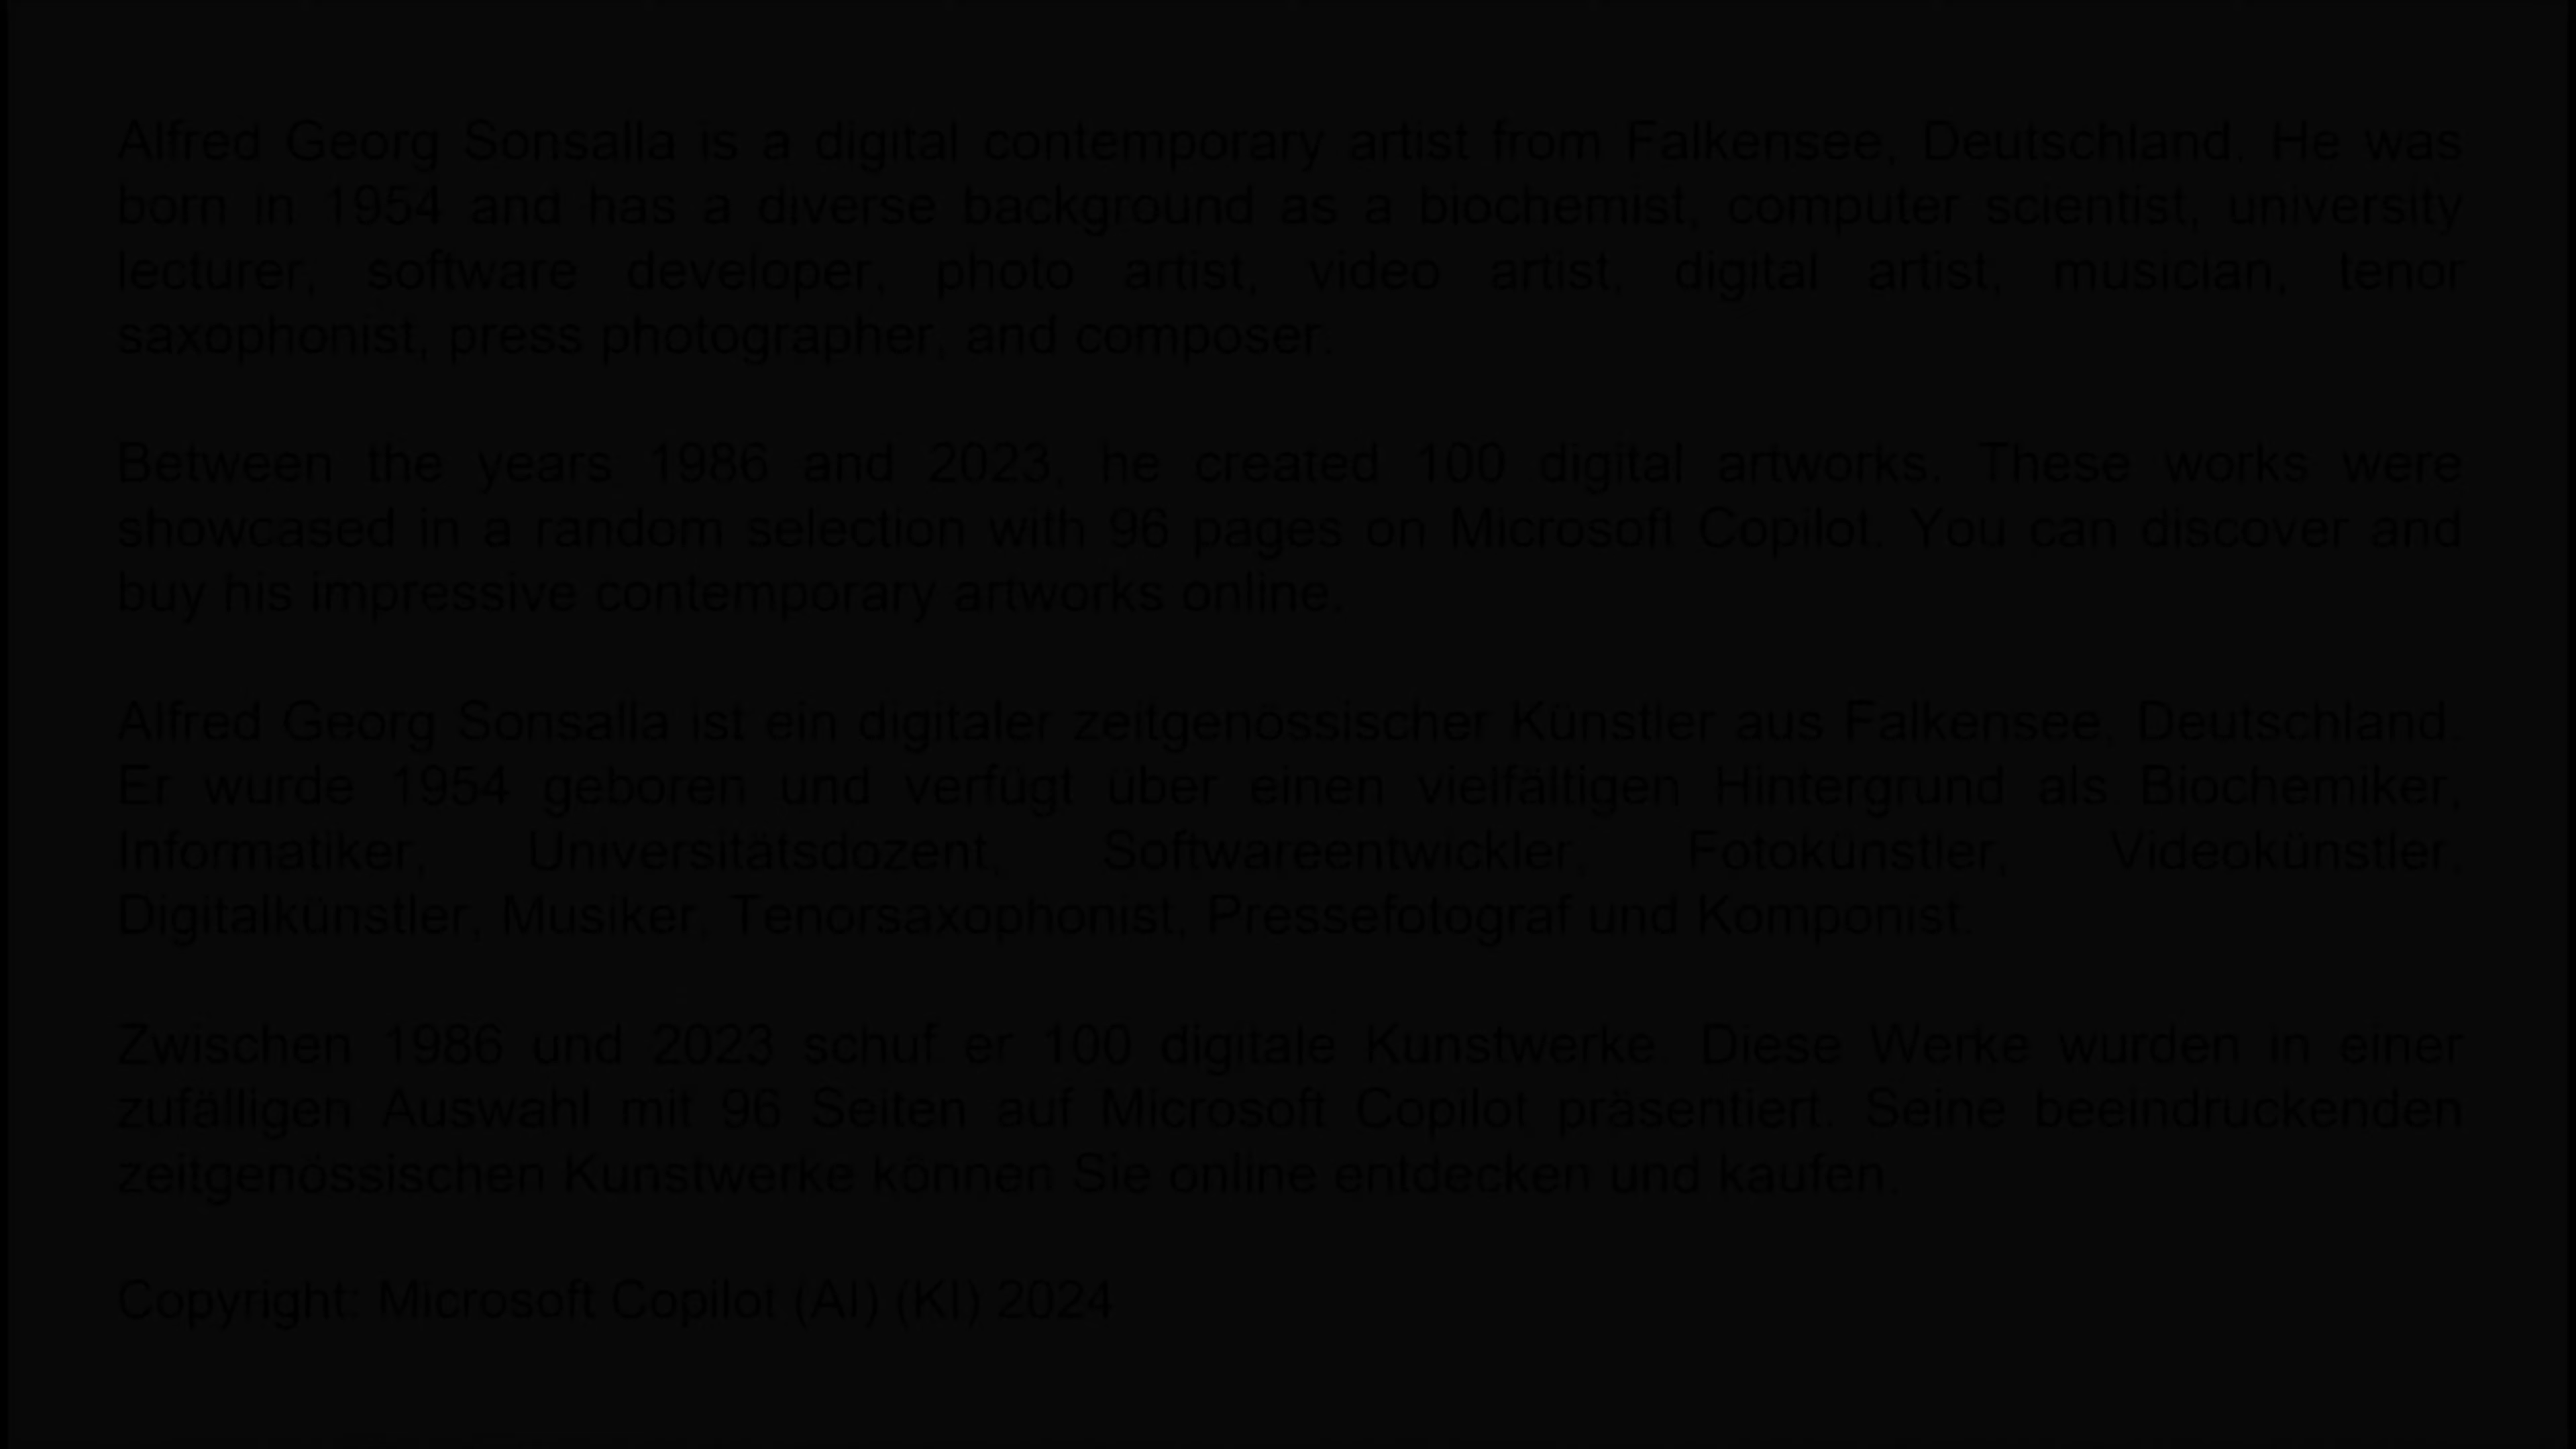 Alfred Georg Sonsalla is a digital contemporary artist from Falkensee, Deutschland. He was
born in 1954 and has a diverse background as a biochemist, computer scientist, university
lecturer, software developer, photo artist, video artist, digital artist, musician, tenor
saxophonist, press photographer, and composer.
Between the years 1986 and 2023, he created 100 digital artworks. These works were
showcased in a random selection with 96 pages on Microsoft Copilot. You can discover and
buy his impressive contemporary artworks online.
Alfred Georg Sonsalla ist ein digitaler zeitgenössischer Künstler aus Falkensee, Deutschland.
Er wurde 1954 geboren und verfügt über einen vielfältigen Hintergrund als Biochemiker,
Informatiker, Universitätsdozent, Softwareentwickler, Fotokünstler, Videokünstler,
Digitalkünstler, Musiker, Tenorsaxophonist, Pressefotograf und Komponist.
Zwischen 1986 und 2023 schuf er 100 digitale Kunstwerke. Diese Werke wurden in einer
zufälligen Auswahl mit 96 Seiten auf Microsoft Copilot präsentiert. Seine beeindruckenden
zeitgenössischen Kunstwerke können Sie online entdecken und kaufen.
Copyright: Microsoft Copilot (AI) (KI) 2024